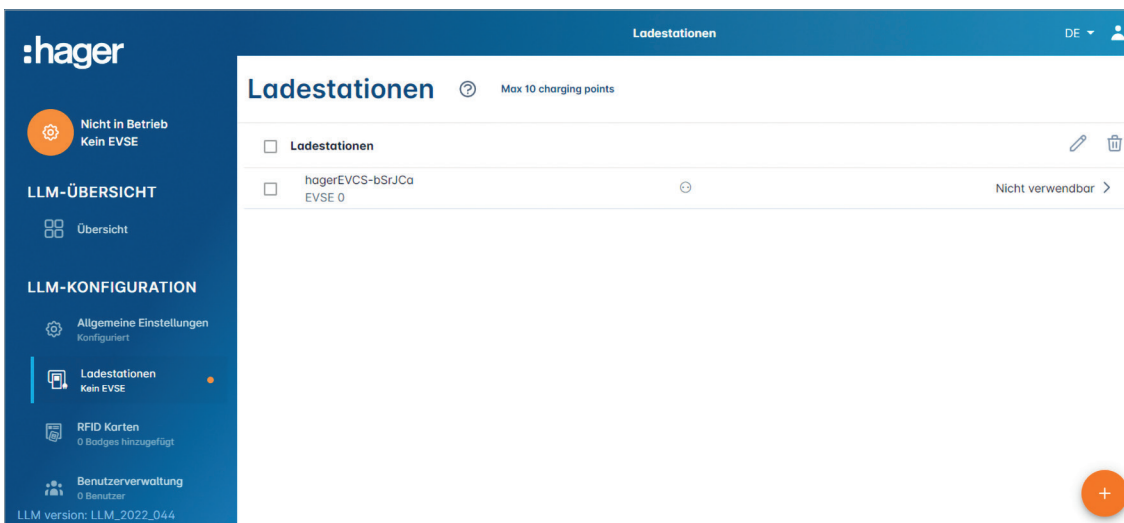 :hager
Ladestationen
DE
Nicht in Betrieb
Kein EVSE
LLM-ÜBERSICHT
Übersicht
LLM-KONFIGURATION
Allgemeine Einstellungen
Konfiguriert
Ladestationen
Kein EVSE
RFID Karten
0 Badges hinzugefügt
Benutzerverwaltung
0 Benutzer
LLM version: LLM_2022_044
Ladestationen ? Max 10 charging points
Ladestationen
hagerEVCS-bSrJCa
EVSE 0
Nicht verwendbar >
+